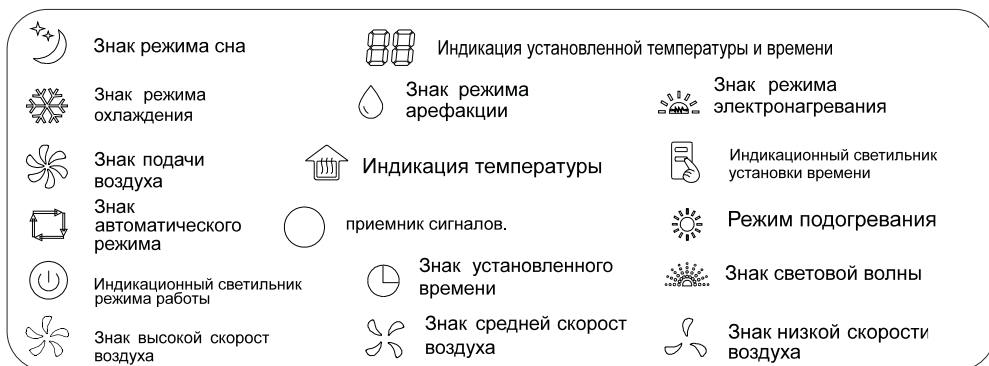 Знак режима сна
88 Индикация установленной температуры и времени
Знак режима
охлаждения
Знак режима
арефакции
Знак режима
электронагревания
Знак подачи
воздуха
Индикация температуры
Индикационный светильник
установки времени
Знак
автоматического
режима
приемник сигналов.
Режим подогревания
Индикационный светильник
режима работы
Знак установленного
времени
Знак световой волны
Знак высокой скорост
воздуха
Знак средней скорост
воздуха
Знак низкой скорости
воздуха